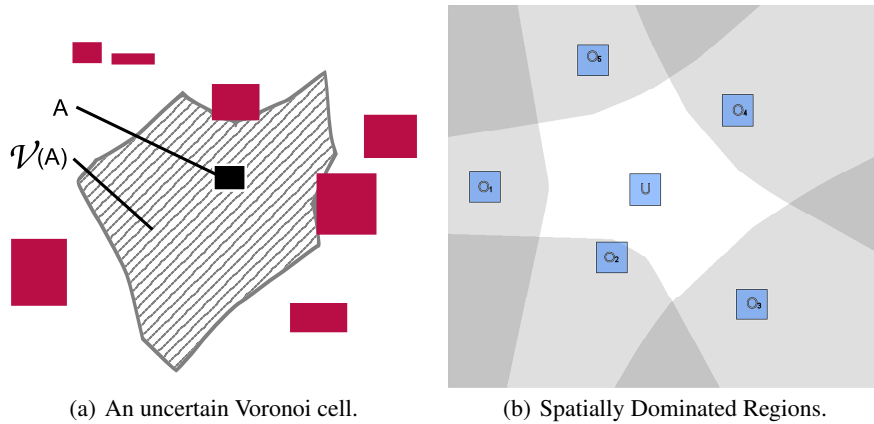 A
𝒱(A)
O₅
O₄
O₁
U
O₂
O₃
(a) An uncertain Voronoi cell.
(b) Spatially Dominated Regions.